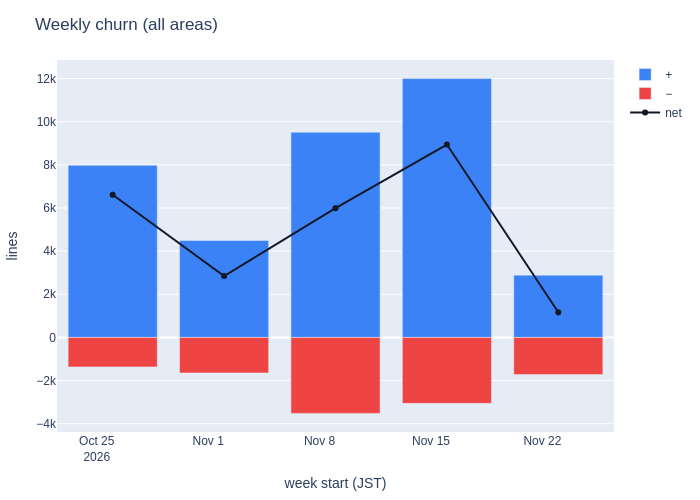 Weekly churn (all areas)
12k
10k
8k
6k
4k
2k
0
−2k
−4k
lines
Oct 25
2026
Nov 1
Nov 8
Nov 15
Nov 22
week start (JST)
+
−
net